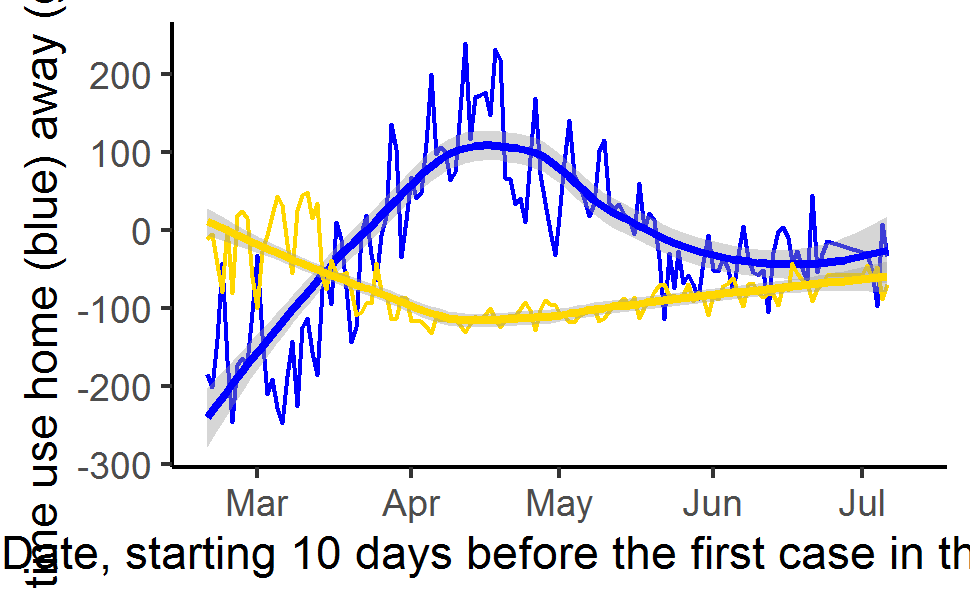 time use home (blue) away (
200
100
0
-100
-200
-300
Mar Apr May Jun Jul
Date, starting 10 days before the first case in th